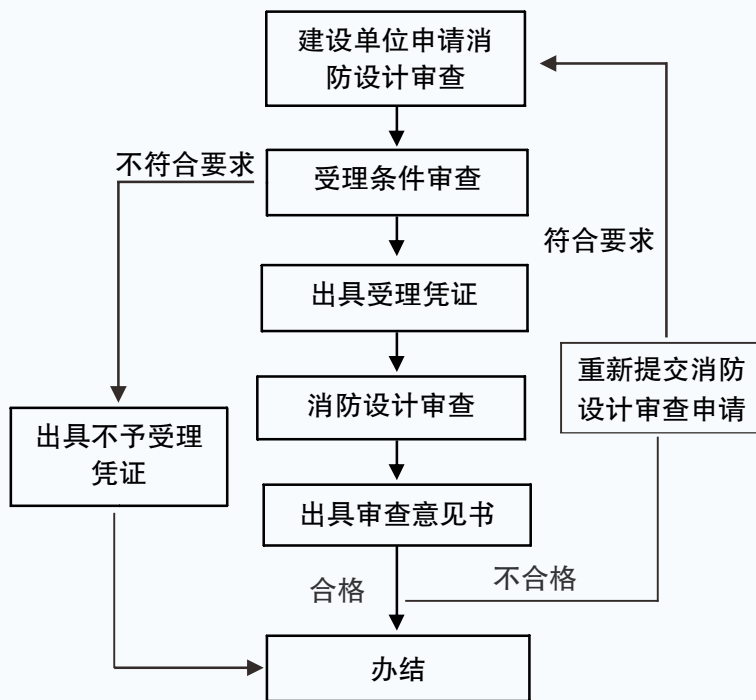 建设单位申请消
防设计审查
不符合要求
受理条件审查
符合要求
出具受理凭证
重新提交消防
设计审查申请
消防设计审查
出具不予受理
凭证
出具审查意见书
合格
不合格
办结